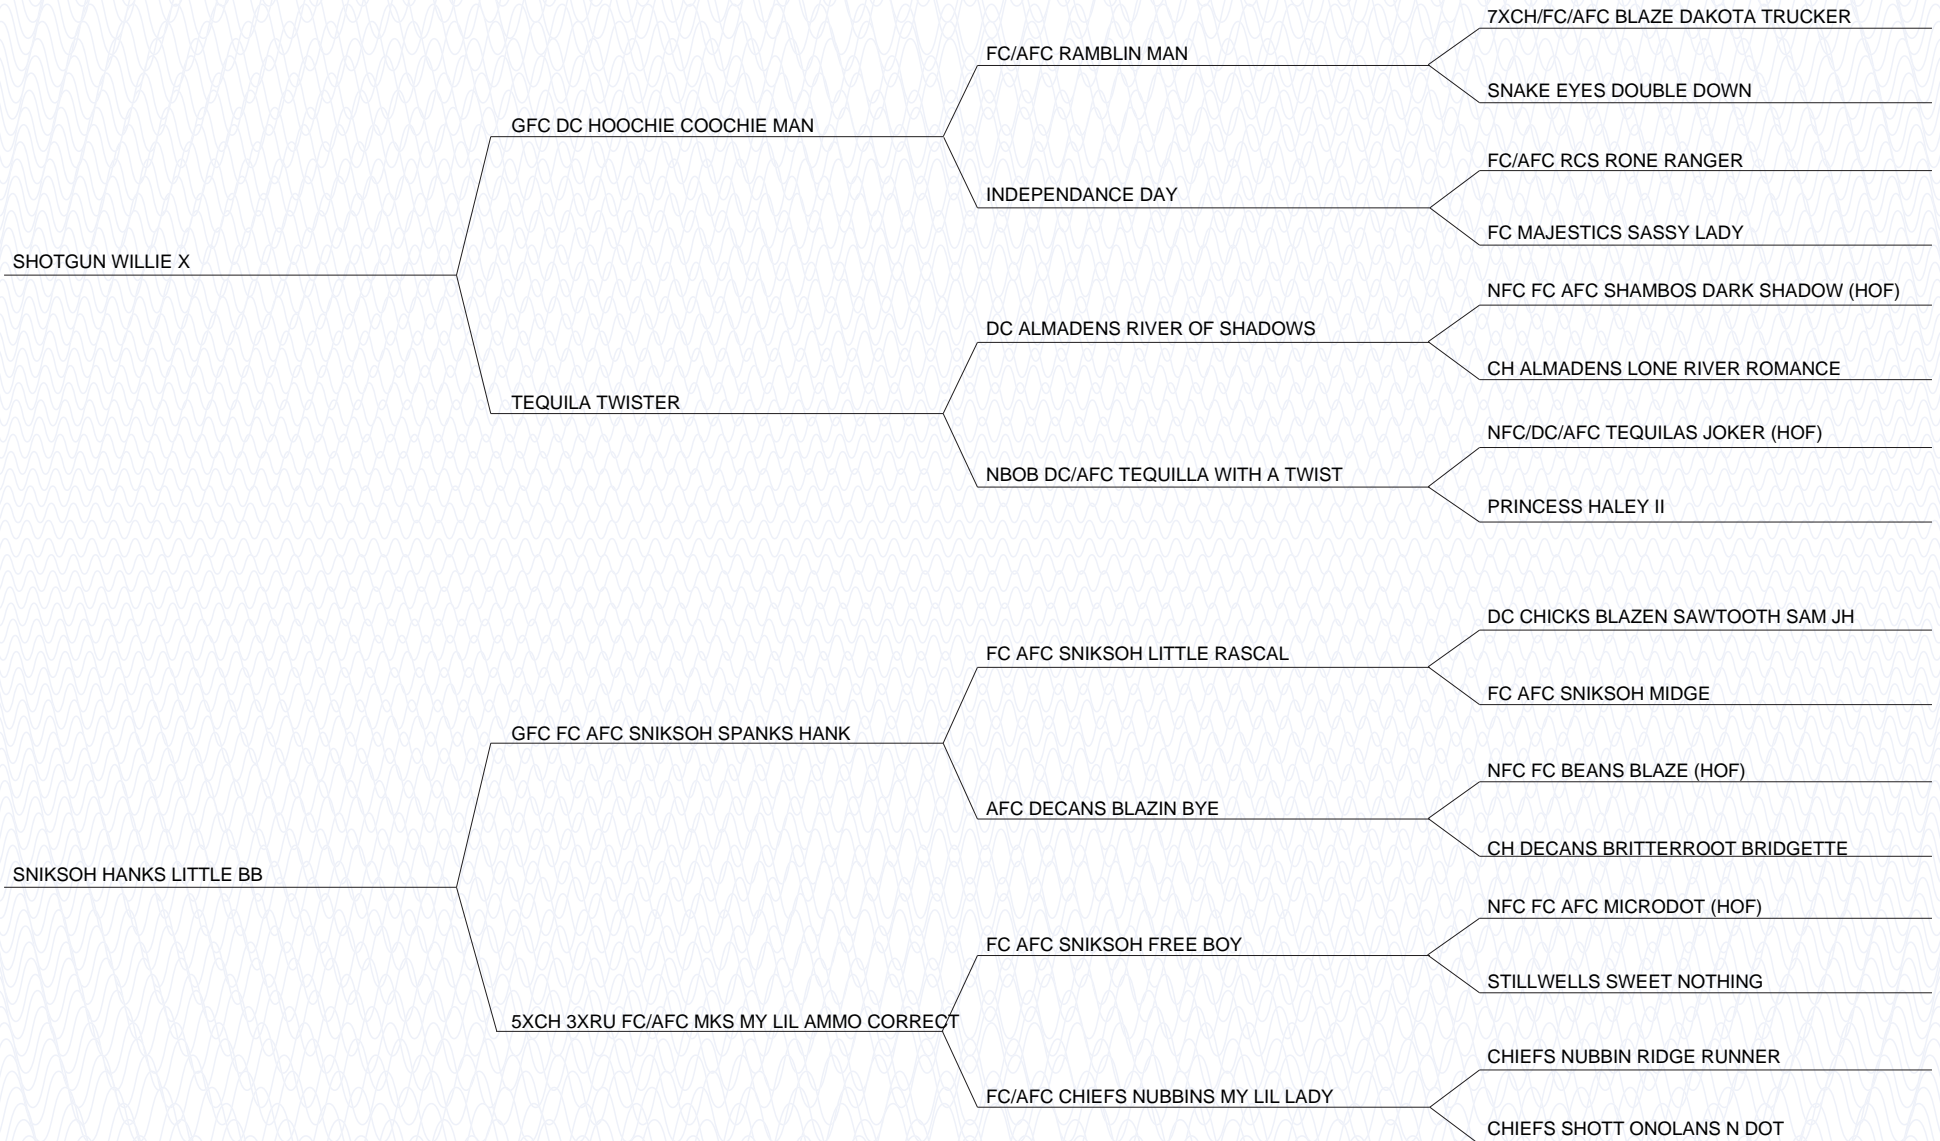 7XCH/FC/AFC BLAZE DAKOTA TRUCKER
FC/AFC RAMBLIN MAN
SNAKE EYES DOUBLE DOWN
GFC DC HOOCHIE COOCHIE MAN
FC/AFC RCS RONE RANGER
INDEPENDANCE DAY
FC MAJESTICS SASSY LADY
SHOTGUN WILLIE X
NFC FC AFC SHAMBOS DARK SHADOW (HOF)
DC ALMADENS RIVER OF SHADOWS
CH ALMADENS LONE RIVER ROMANCE
TEQUILA TWISTER
NFC/DC/AFC TEQUILAS JOKER (HOF)
NBOB DC/AFC TEQUILLA WITH A TWIST
PRINCESS HALEY II
DC CHICKS BLAZEN SAWTOOTH SAM JH
FC AFC SNIKSOH LITTLE RASCAL
FC AFC SNIKSOH MIDGE
GFC FC AFC SNIKSOH SPANKS HANK
NFC FC BEANS BLAZE (HOF)
AFC DECANS BLAZIN BYE
CH DECANS BRITTERROOT BRIDGETTE
SNIKSOH HANKS LITTLE BB
NFC FC AFC MICRODOT (HOF)
FC AFC SNIKSOH FREE BOY
STILLWELLS SWEET NOTHING
5XCH 3XRU FC/AFC MKS MY LIL AMMO CORRECT
CHIEFS NUBBIN RIDGE RUNNER
FC/AFC CHIEFS NUBBINS MY LIL LADY
CHIEFS SHOTT ONOLANS N DOT